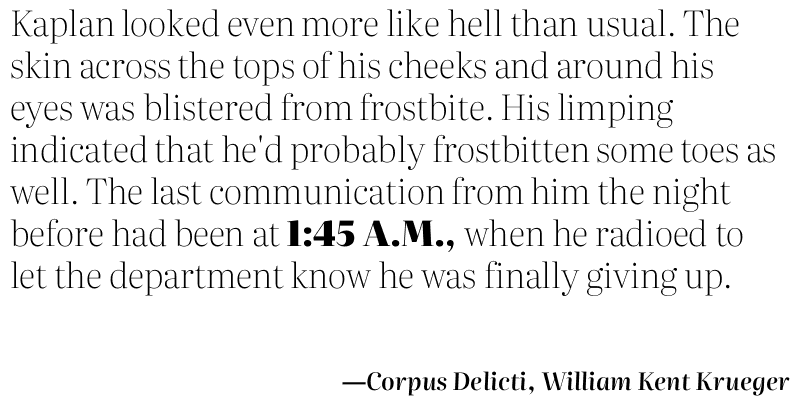 Kaplan looked even more like hell than usual. The
skin across the tops of his cheeks and around his
eyes was blistered from frostbite. His limping
indicated that he'd probably frostbitten some toes as
well. The last communication from him the night
before had been at 1:45 A.M., when he radioed to
let the department know he was finally giving up.
—Corpus Delicti, William Kent Krueger